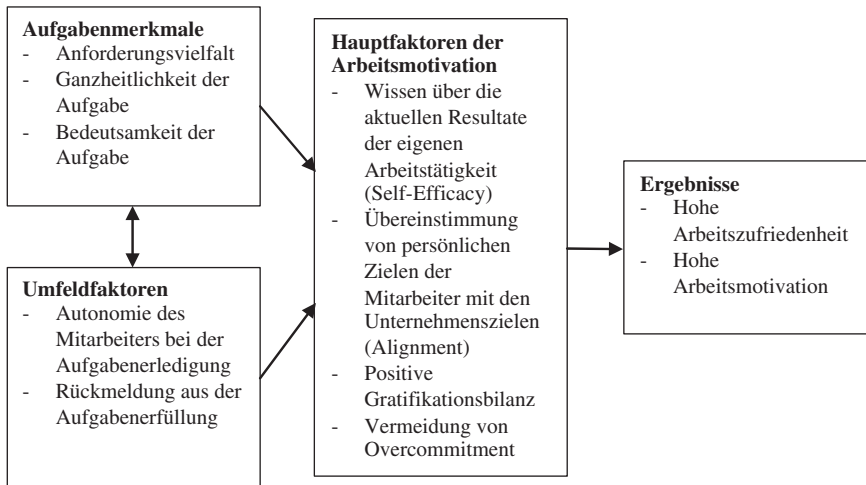 Aufgabenmerkmale
- Anforderungsvielfalt
- Ganzheitlichkeit der
Aufgabe
- Bedeutsamkeit der
Aufgabe
Umfeldfaktoren
- Autonomie des
Mitarbeiters bei der
Aufgabenerledigung
- Rückmeldung aus der
Aufgabenerfüllung
Hauptfaktoren der
Arbeitsmotivation
- Wissen über die
aktuellen Resultate
der eigenen
Arbeitstätigkeit
(Self-Efficacy)
- Übereinstimmung
von persönlichen
Zielen der
Mitarbeiter mit den
Unternehmenszielen
(Alignment)
- Positive
Gratifikationsbilanz
- Vermeidung von
Overcommitment
Ergebnisse
- Hohe
Arbeitszufriedenheit
- Hohe
Arbeitsmotivation